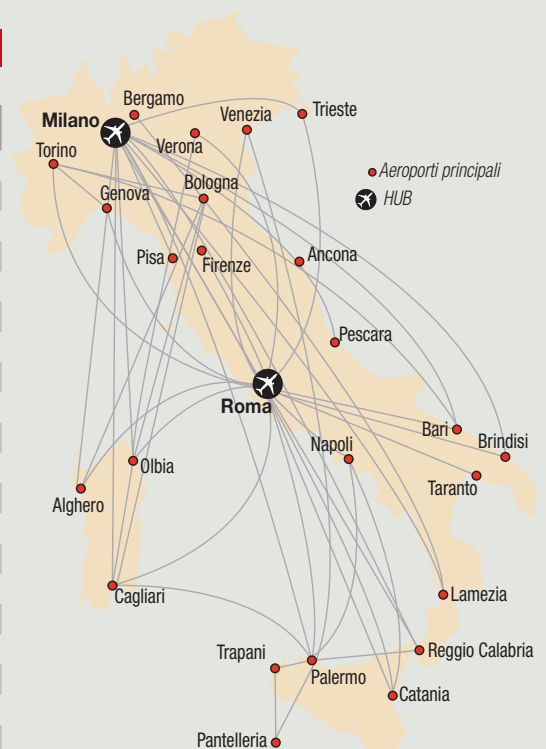 Bergamo
Milano
Venezia
Trieste
Verona
Torino
Aeroporti principali
Bologna
Genova
HUB
Ancona
Pisa
Firenze
Pescara
Roma
Bari
Napoli
Brindisi
Olbia
Taranto
Alghero
Lamezia
Cagliari
Reggio Calabria
Trapani
Palermo
Catania
Pantelleria